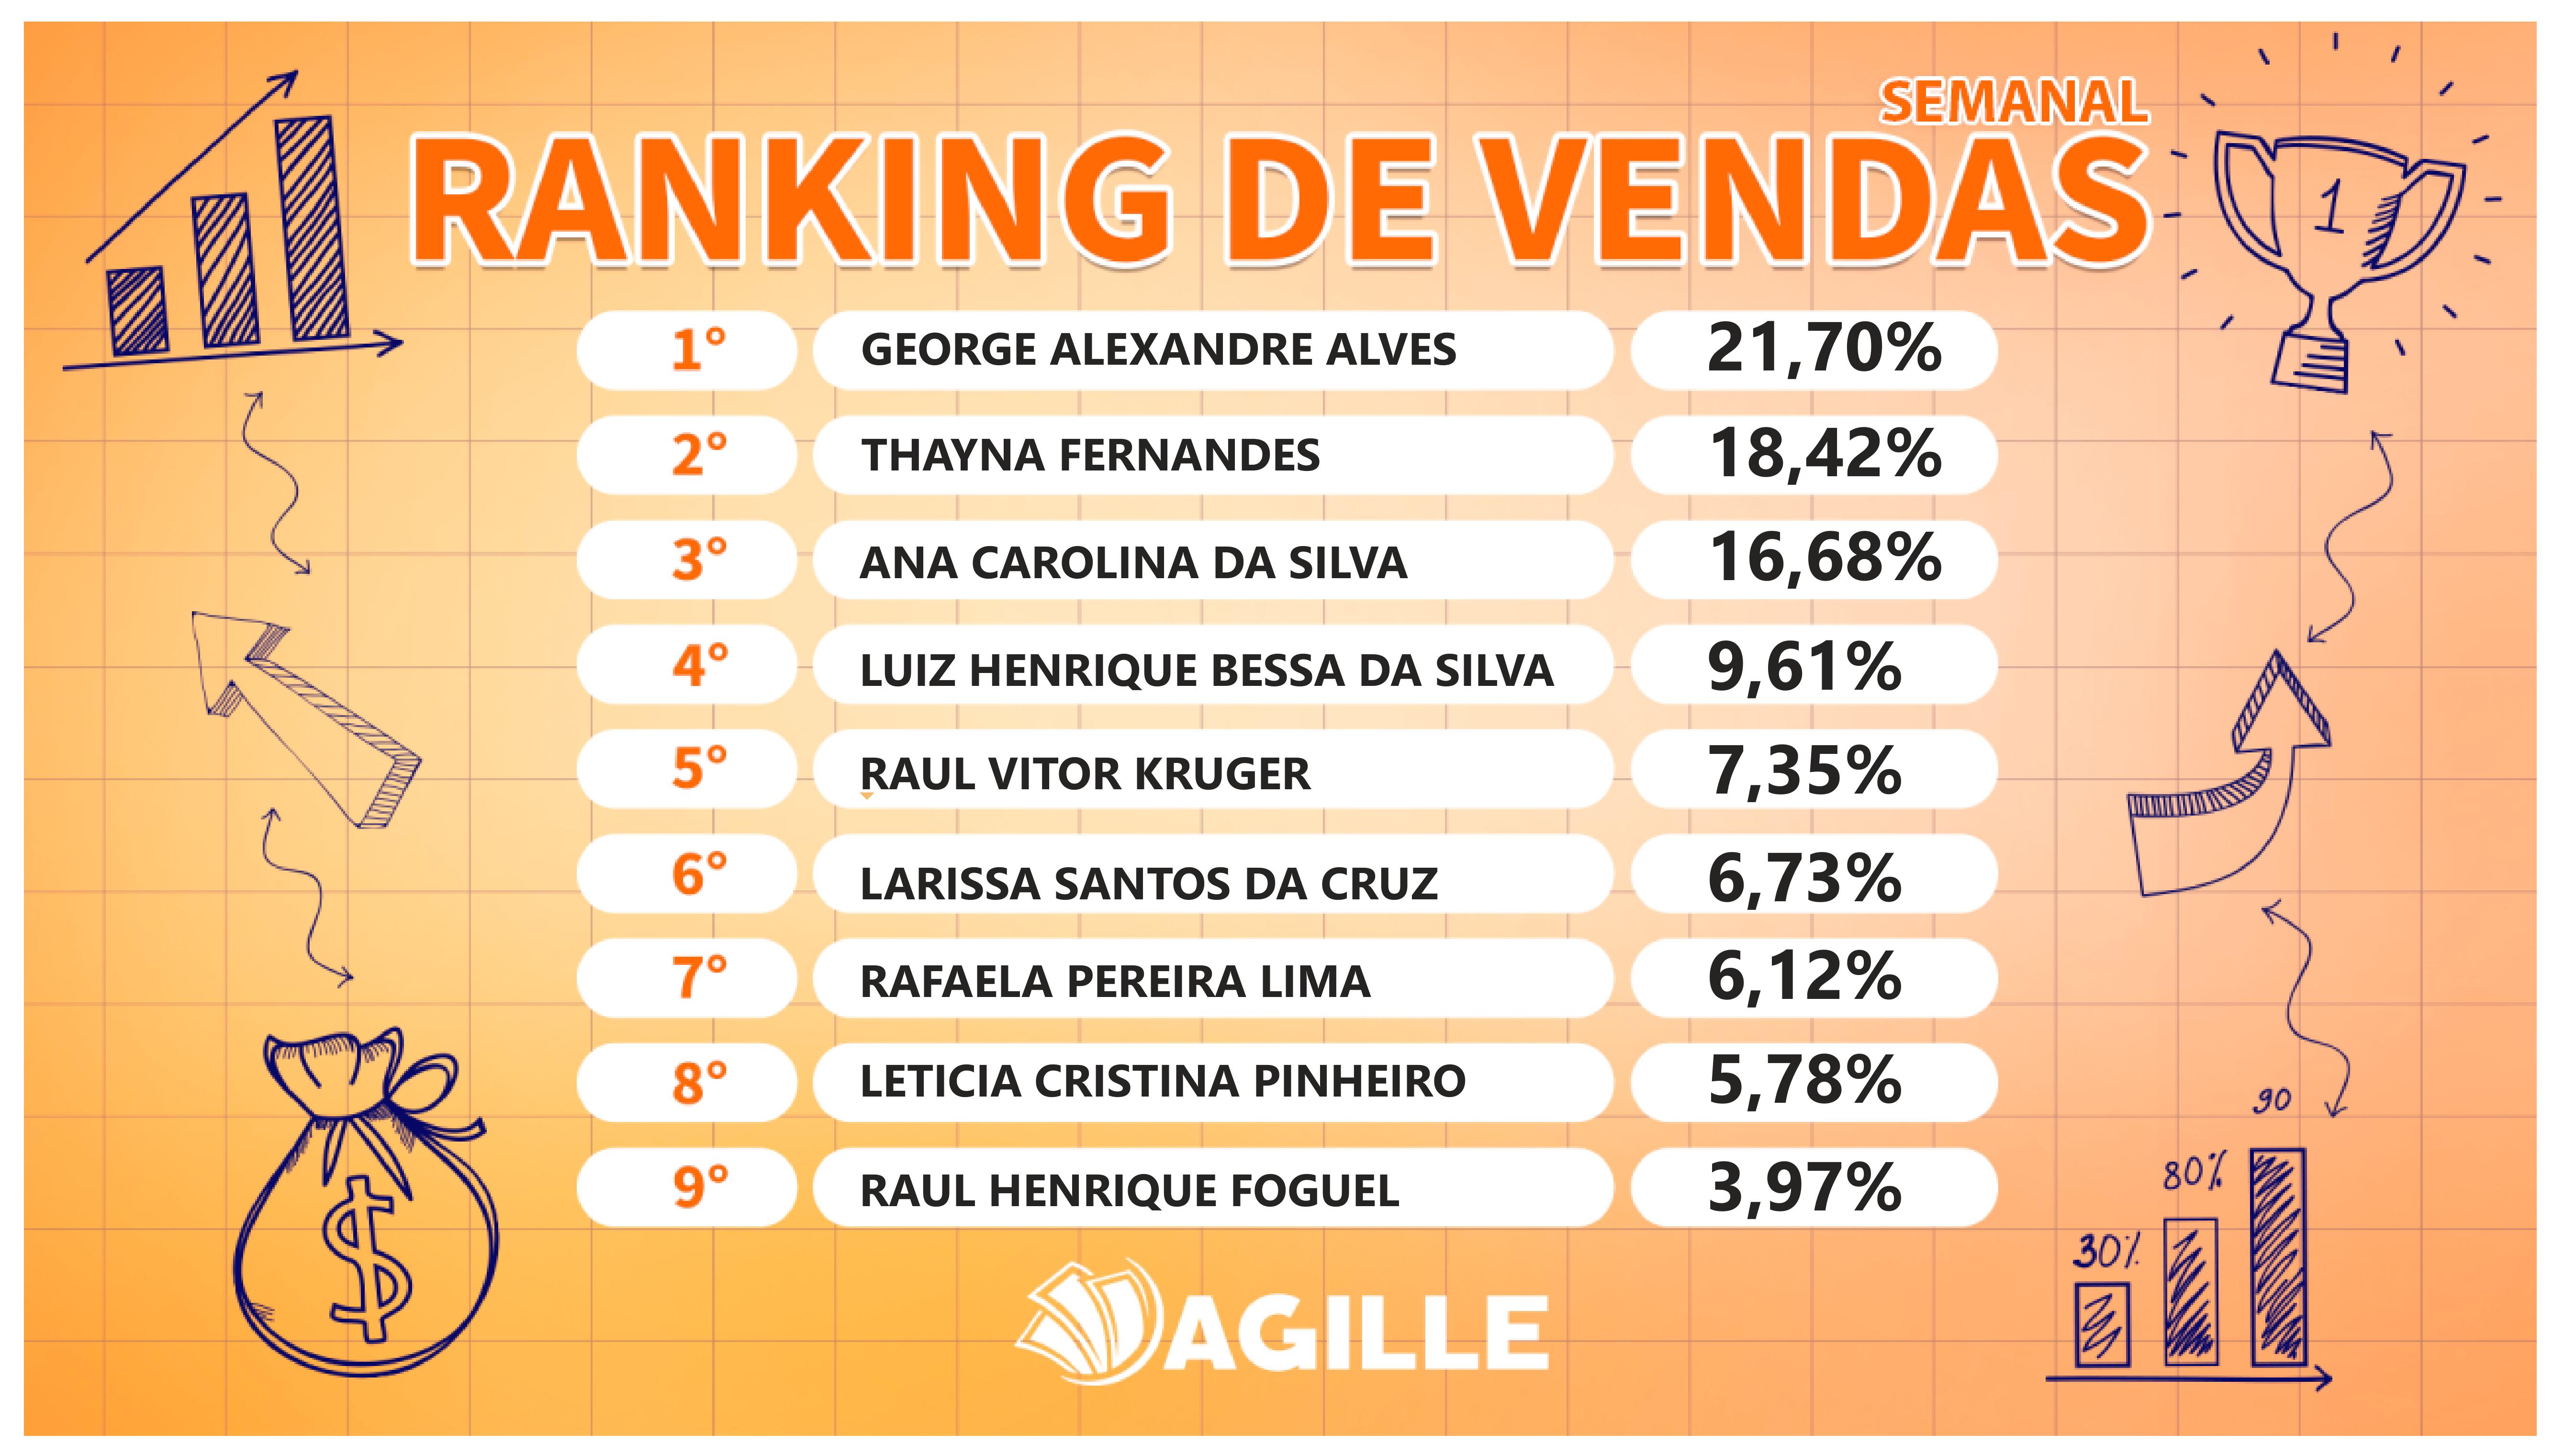 SEMANAL
RANKING DE VENDAS
1
1° GEORGE ALEXANDRE ALVES 21,70%
2° THAYNA FERNANDES 18,42%
3° ANA CAROLINA DA SILVA 16,68%
4° LUIZ HENRIQUE BESSA DA SILVA 9,61%
5° RAUL VITOR KRUGER 7,35%
6° LARISSA SANTOS DA CRUZ 6,73%
7° RAFAELA PEREIRA LIMA 6,12%
8° LETICIA CRISTINA PINHEIRO 5,78%
9° RAUL HENRIQUE FOGUEL 3,97%
90
80%
30%
$
AGILLE